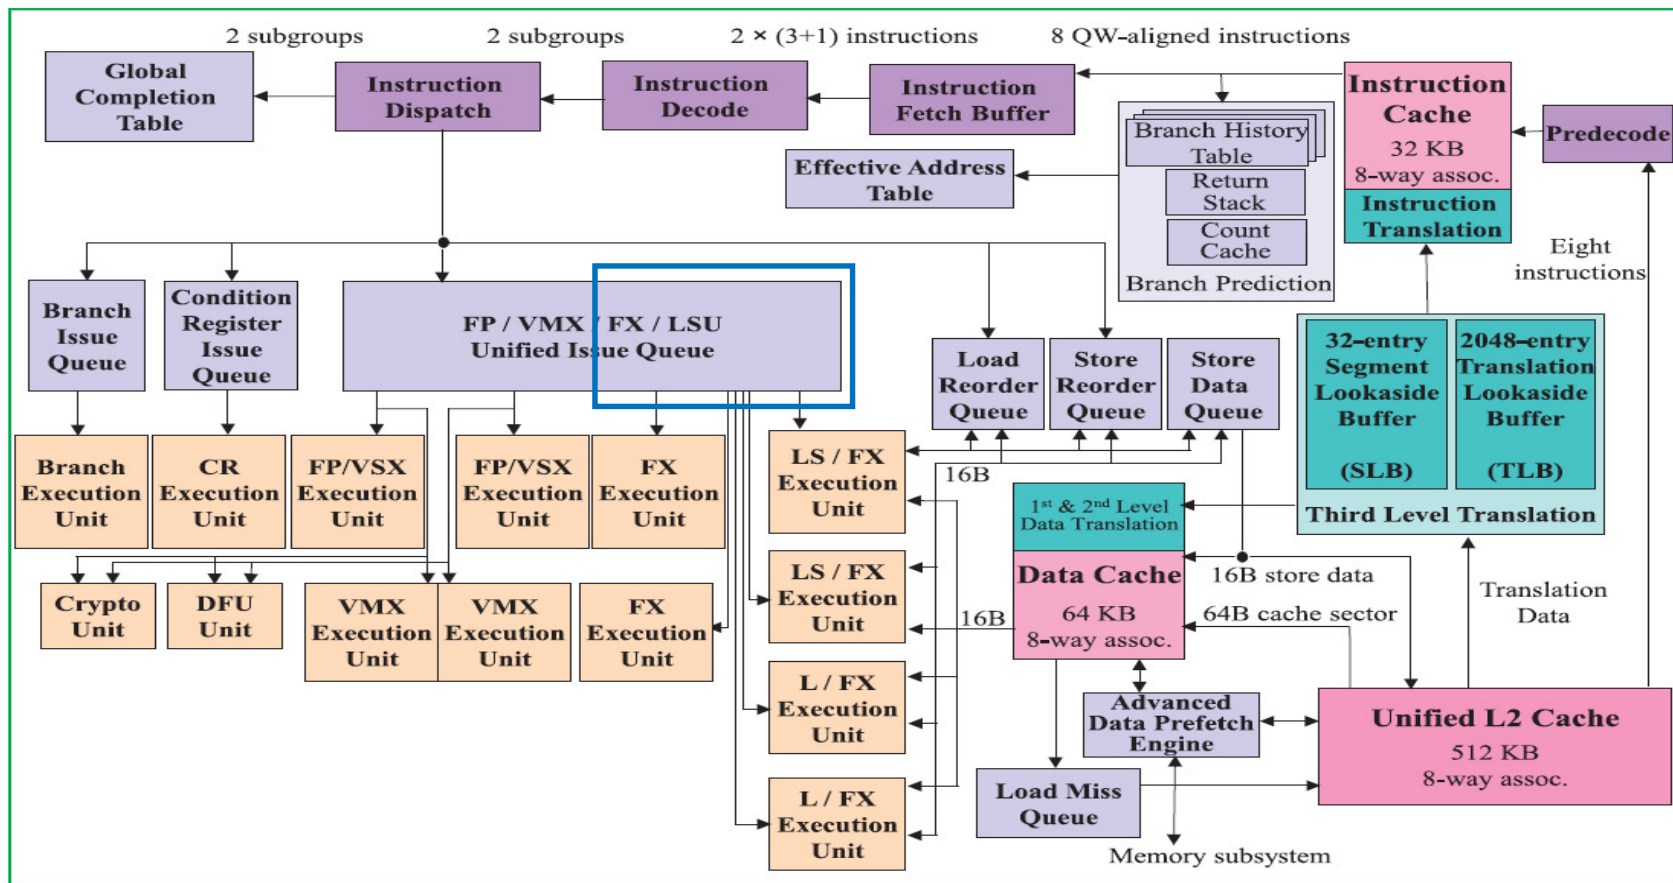 2 subgroups
2 subgroups
2 × (3+1) instructions
8 QW-aligned instructions
Global
Completion
Table
Instruction
Dispatch
Instruction
Decode
Instruction
Fetch Buffer
Instruction
Cache
32 KB
8-way assoc.
Instruction
Translation
Predecode
Branch History
Table
Return
Stack
Count
Cache
Branch Prediction
Effective Address
Table
Eight
instructions
Branch
Issue
Queue
Condition
Register
Issue
Queue
FP / VMX / FX / LSU
Unified Issue Queue
Load
Reorder
Queue
Store
Reorder
Queue
Store
Data
Queue
32-entry
Segment
Lookaside
Buffer
(SLB)
2048-entry
Translation
Lookaside
Buffer
(TLB)
Third Level Translation
Branch
Execution
Unit
CR
Execution
Unit
FP/VSX
Execution
Unit
FP/VSX
Execution
Unit
FX
Execution
Unit
LS / FX
Execution
Unit
16B
1st & 2nd Level
Data Translation
Data Cache
64 KB
8-way assoc.
16B store data
64B cache sector
Translation
Data
Crypto
Unit
DFU
Unit
VMX
Execution
Unit
VMX
Execution
Unit
FX
Execution
Unit
LS / FX
Execution
Unit
16B
L / FX
Execution
Unit
Advanced
Data Prefetch
Engine
Unified L2 Cache
512 KB
8-way assoc.
L / FX
Execution
Unit
Load Miss
Queue
Memory subsystem